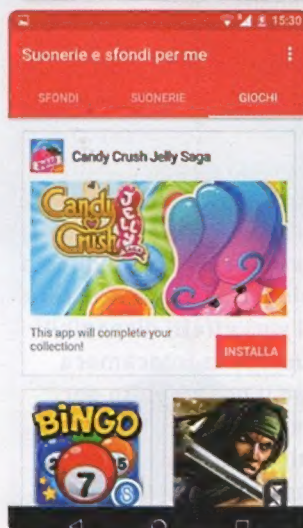 15:30
Suonerie e sfondi per me
SFONDI SUONERIE GIOCHI
Candy Crush Jelly Saga
Candy
Crush
JELLY
SAGA
This app will complete your
collection!
INSTALLA
BINGO
7